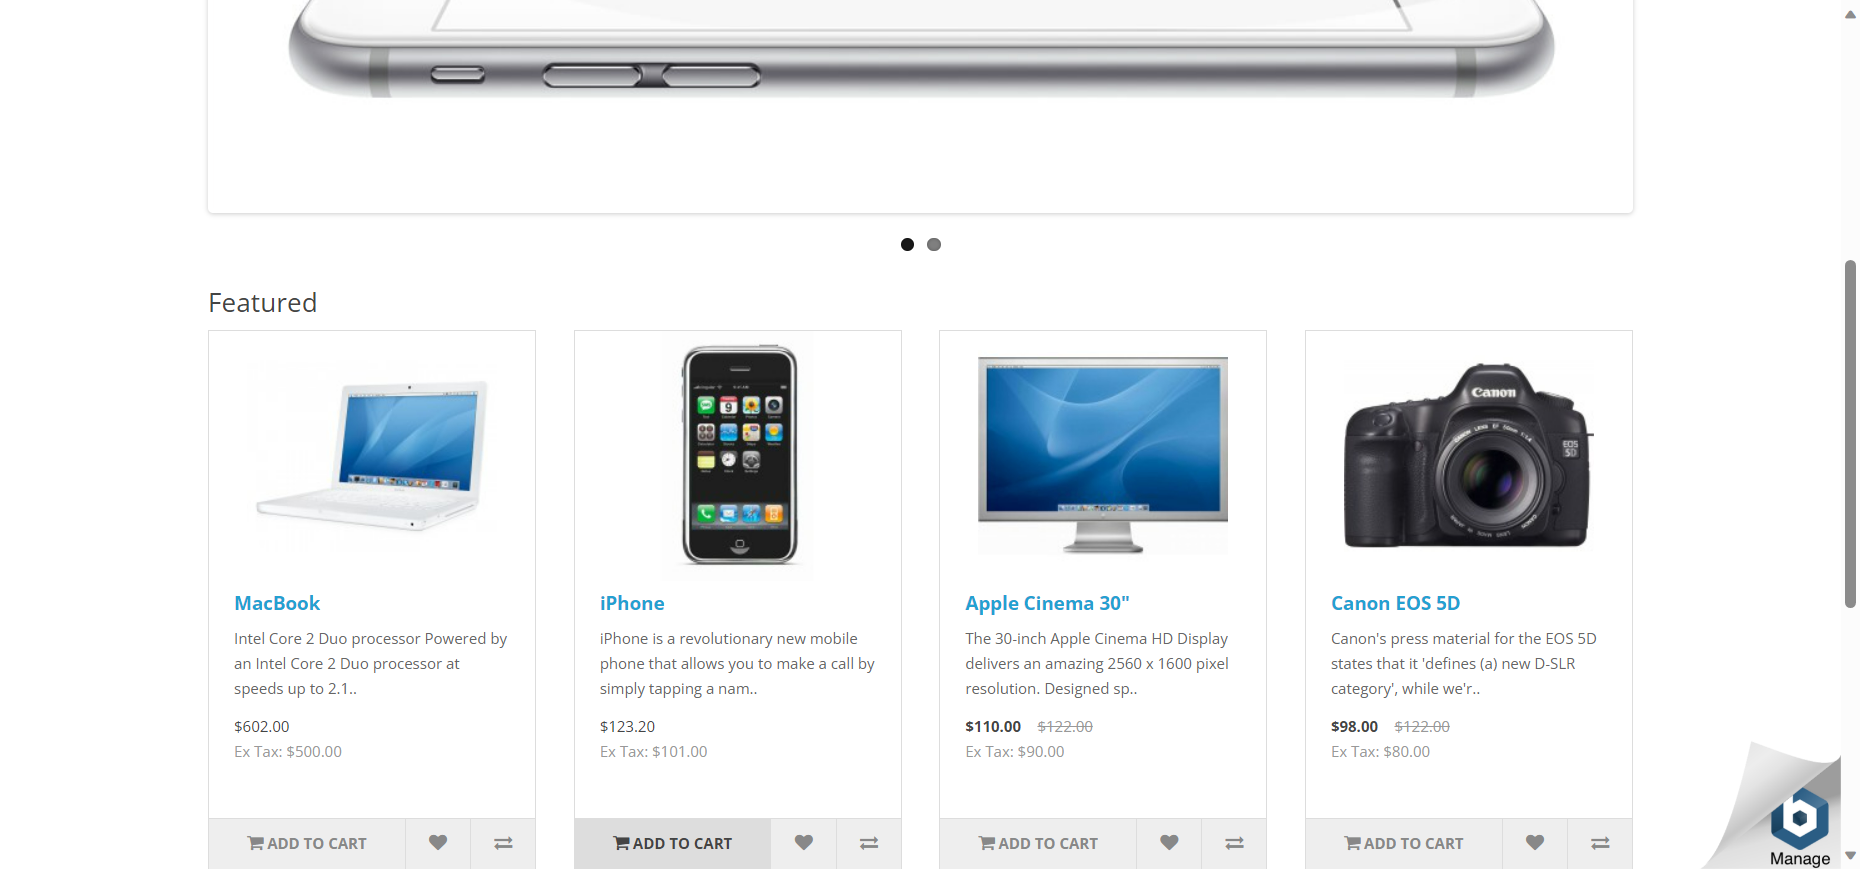 Featured
Canon
EOS
5D
MacBook
Intel Core 2 Duo processor Powered by
an Intel Core 2 Duo processor at
speeds up to 2.1..
$602.00
Ex Tax: $500.00
ADD TO CART
iPhone
iPhone is a revolutionary new mobile
phone that allows you to make a call by
simply tapping a nam..
$123.20
Ex Tax: $101.00
ADD TO CART
Apple Cinema 30"
The 30-inch Apple Cinema HD Display
delivers an amazing 2560 x 1600 pixel
resolution. Designed sp..
$110.00 $122.00
Ex Tax: $90.00
ADD TO CART
Canon EOS 5D
Canon's press material for the EOS 5D
states that it 'defines (a) new D-SLR
category', while we'r..
$98.00 $122.00
Ex Tax: $80.00
ADD TO CART
b
Manage